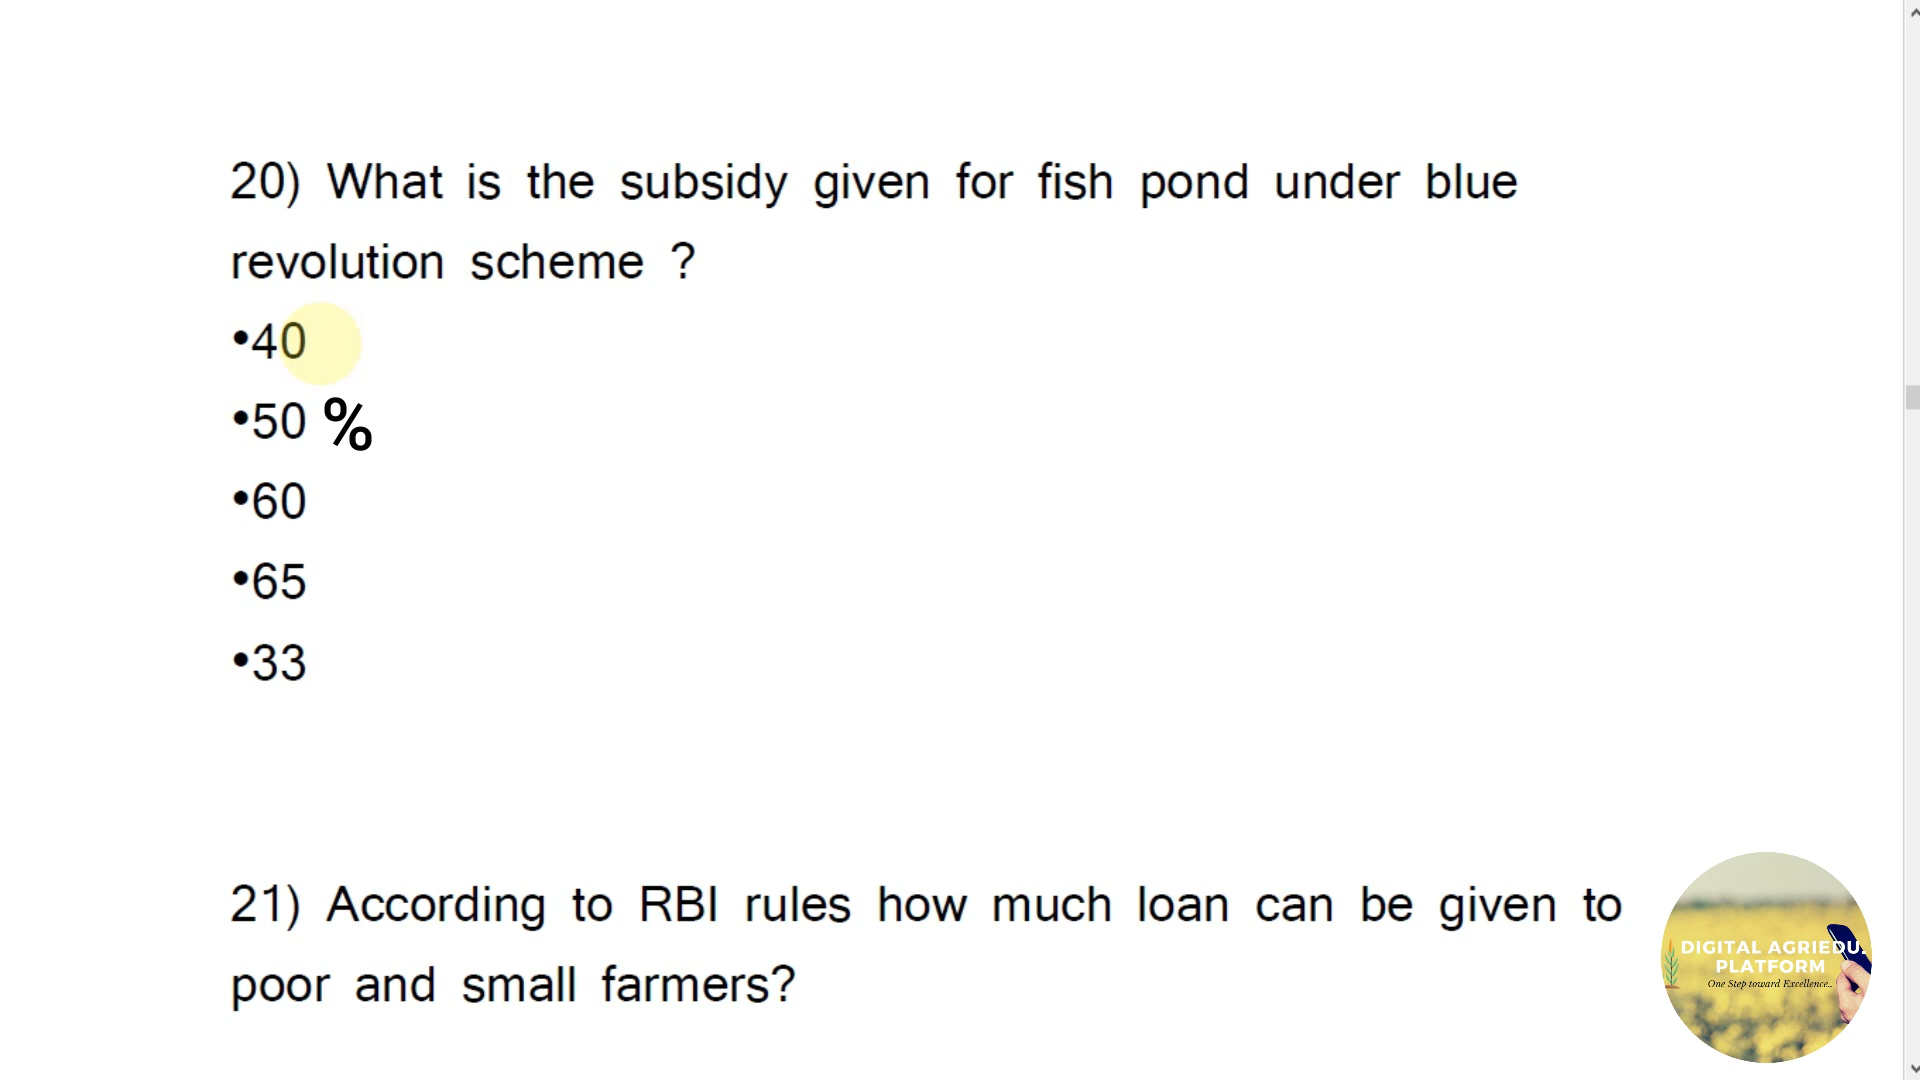 20) What is the subsidy given for fish pond under blue
revolution scheme ?
•40
•50 %
•60
•65
•33
21) According to RBI rules how much loan can be given to
poor and small farmers?
DIGITAL AGRIEDU.
PLATFORM
One Step toward Excellence..